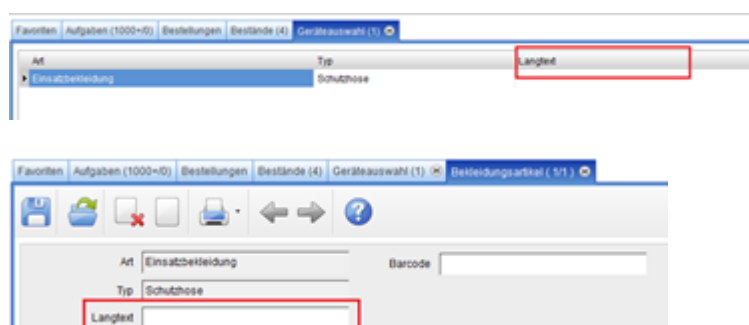 Favoriten Aufgaben (1000+/0) Bestellungen Bestände (4) Geräteauswahl (1)
Art Typ Langtext
Einsatzbekleidung Schutzhose
Favoriten Aufgaben (1000+/0) Bestellungen Bestände (4) Geräteauswahl (1) Bekleidungsartikel ( 1/1 )
Art Einsatzbekleidung Barcode
Typ Schutzhose
Langtext